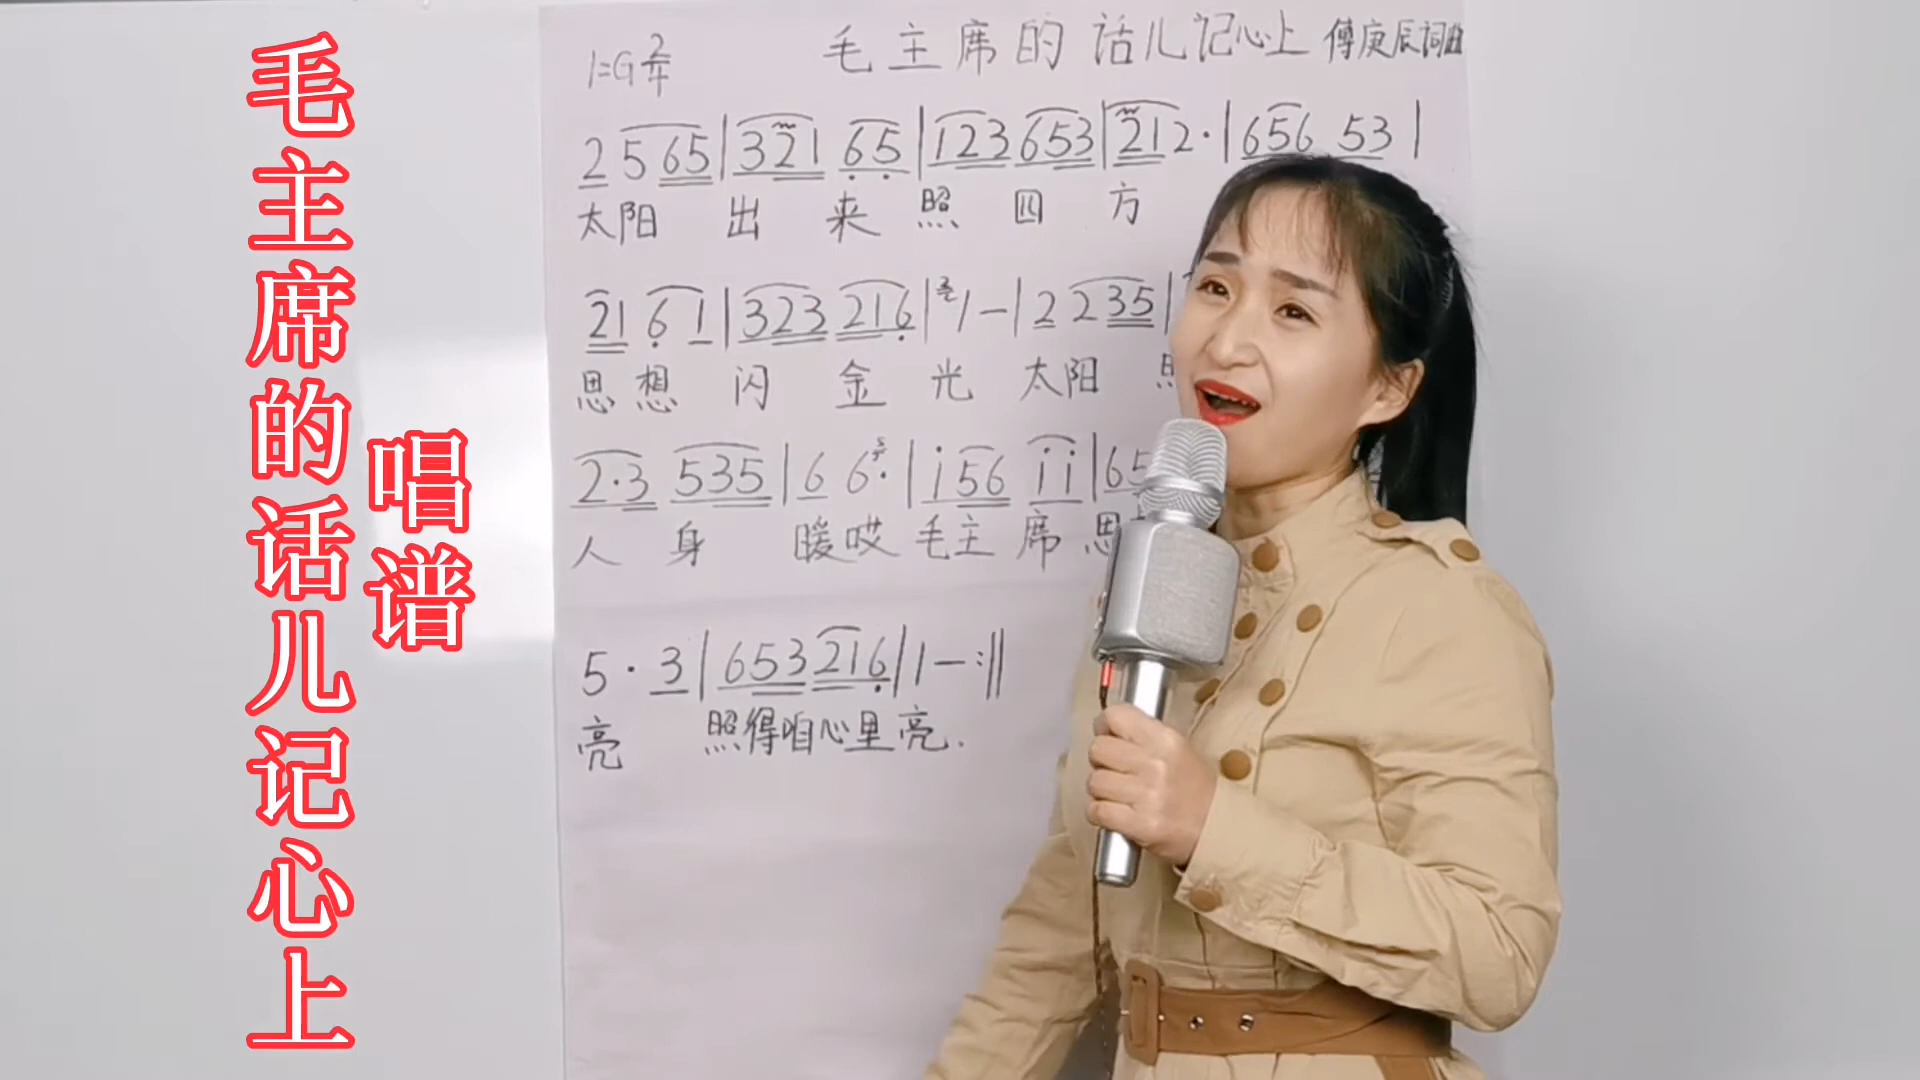 毛主席的话儿记心上
唱谱
1=G 2/4
毛主席的话儿记心上 傅庚辰词曲
2 5 65 | 3 21 65 | 123 653 | 21 2· | 656 53 |
太阳 出 来 照 四 方
21 6 1 | 323 216 | 1 — | 2 2 35 |
思想 闪 金 光 太阳
2·3 535 | 6 6· | i 56 i i | 65
人 身 暖哎 毛主 席 思
5 · 3 | 653 216 | 1 — :‖
亮 照得咱心里亮.